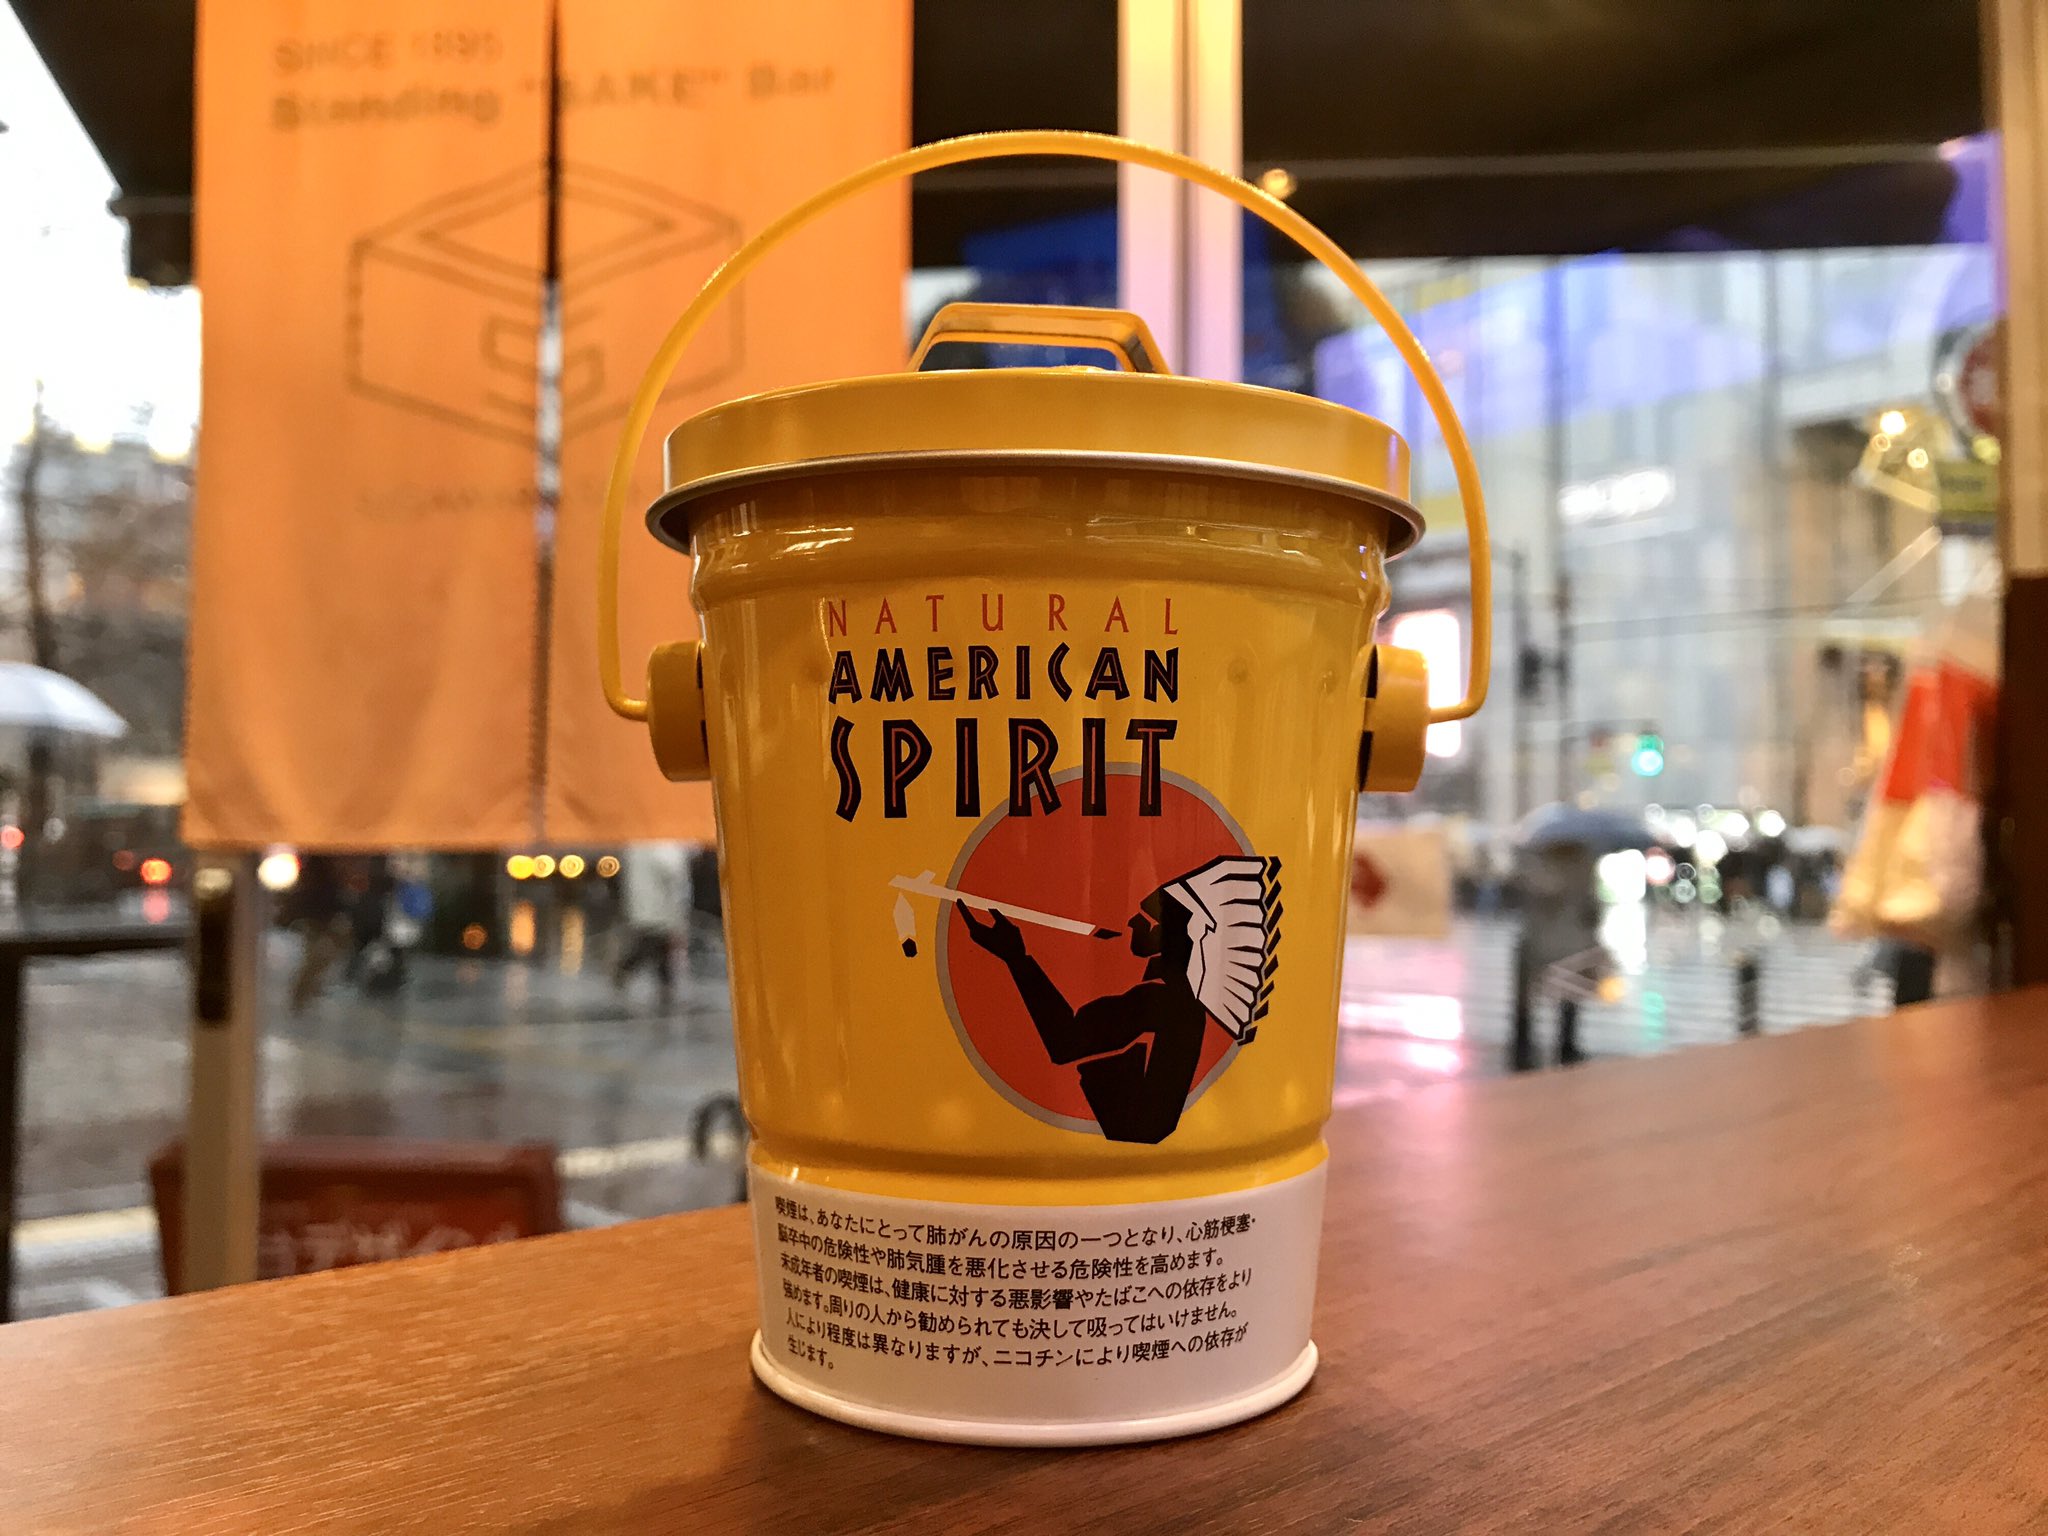 SINCE 1895
Standing "SAKE" Bar
NATURAL
AMERICAN
SPIRIT
喫煙は、あなたにとって肺がんの原因の一つとなり、心筋梗塞・
脳卒中の危険性や肺気腫を悪化させる危険性を高めます。
未成年者の喫煙は、健康に対する悪影響やたばこへの依存をより
強めます。周りの人から勧められても決して吸ってはいけません。
人により程度は異なりますが、ニコチンにより喫煙への依存が
生じます。